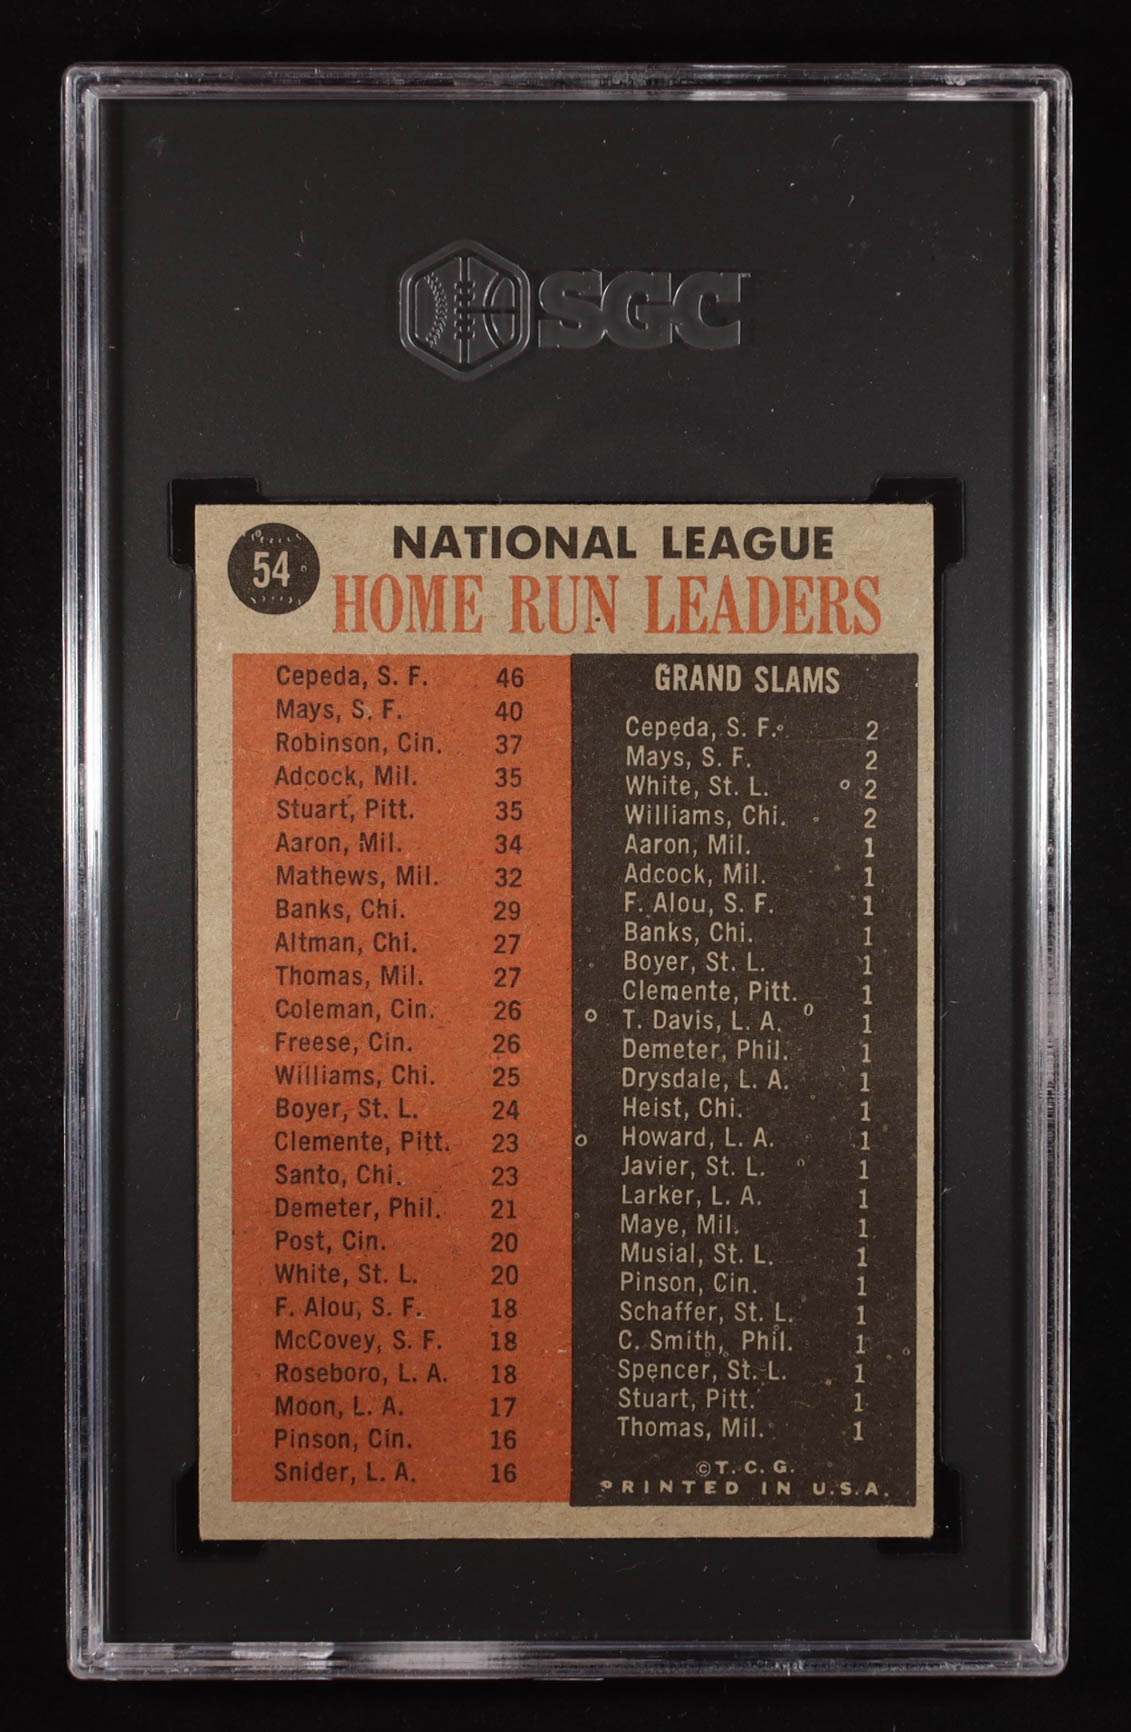 SGC
54
NATIONAL LEAGUE
HOME RUN LEADERS
Cepeda, S. F. 46
Mays, S. F. 40
Robinson, Cin. 37
Adcock, Mil. 35
Stuart, Pitt. 35
Aaron, Mil. 34
Mathews, Mil. 32
Banks, Chi. 29
Altman, Chi. 27
Thomas, Mil. 27
Coleman, Cin. 26
Freese, Cin. 26
Williams, Chi. 25
Boyer, St. L. 24
Clemente, Pitt. 23
Santo, Chi. 23
Demeter, Phil. 21
Post, Cin. 20
White, St. L. 20
F. Alou, S. F. 18
McCovey, S. F. 18
Roseboro, L. A. 18
Moon, L. A. 17
Pinson, Cin. 16
Snider, L. A. 16
GRAND SLAMS
Cepeda, S. F. 2
Mays, S. F. 2
White, St. L. 2
Williams, Chi. 2
Aaron, Mil. 1
Adcock, Mil. 1
F. Alou, S. F. 1
Banks, Chi. 1
Boyer, St. L. 1
Clemente, Pitt. 1
T. Davis, L. A. 1
Demeter, Phil. 1
Drysdale, L. A. 1
Heist, Chi. 1
Howard, L. A. 1
Javier, St. L. 1
Larker, L. A. 1
Maye, Mil. 1
Musial, St. L. 1
Pinson, Cin. 1
Schaffer, St. L. 1
C. Smith, Phil. 1
Spencer, St. L. 1
Stuart, Pitt. 1
Thomas, Mil. 1
© T. C. G.
PRINTED IN U.S.A.